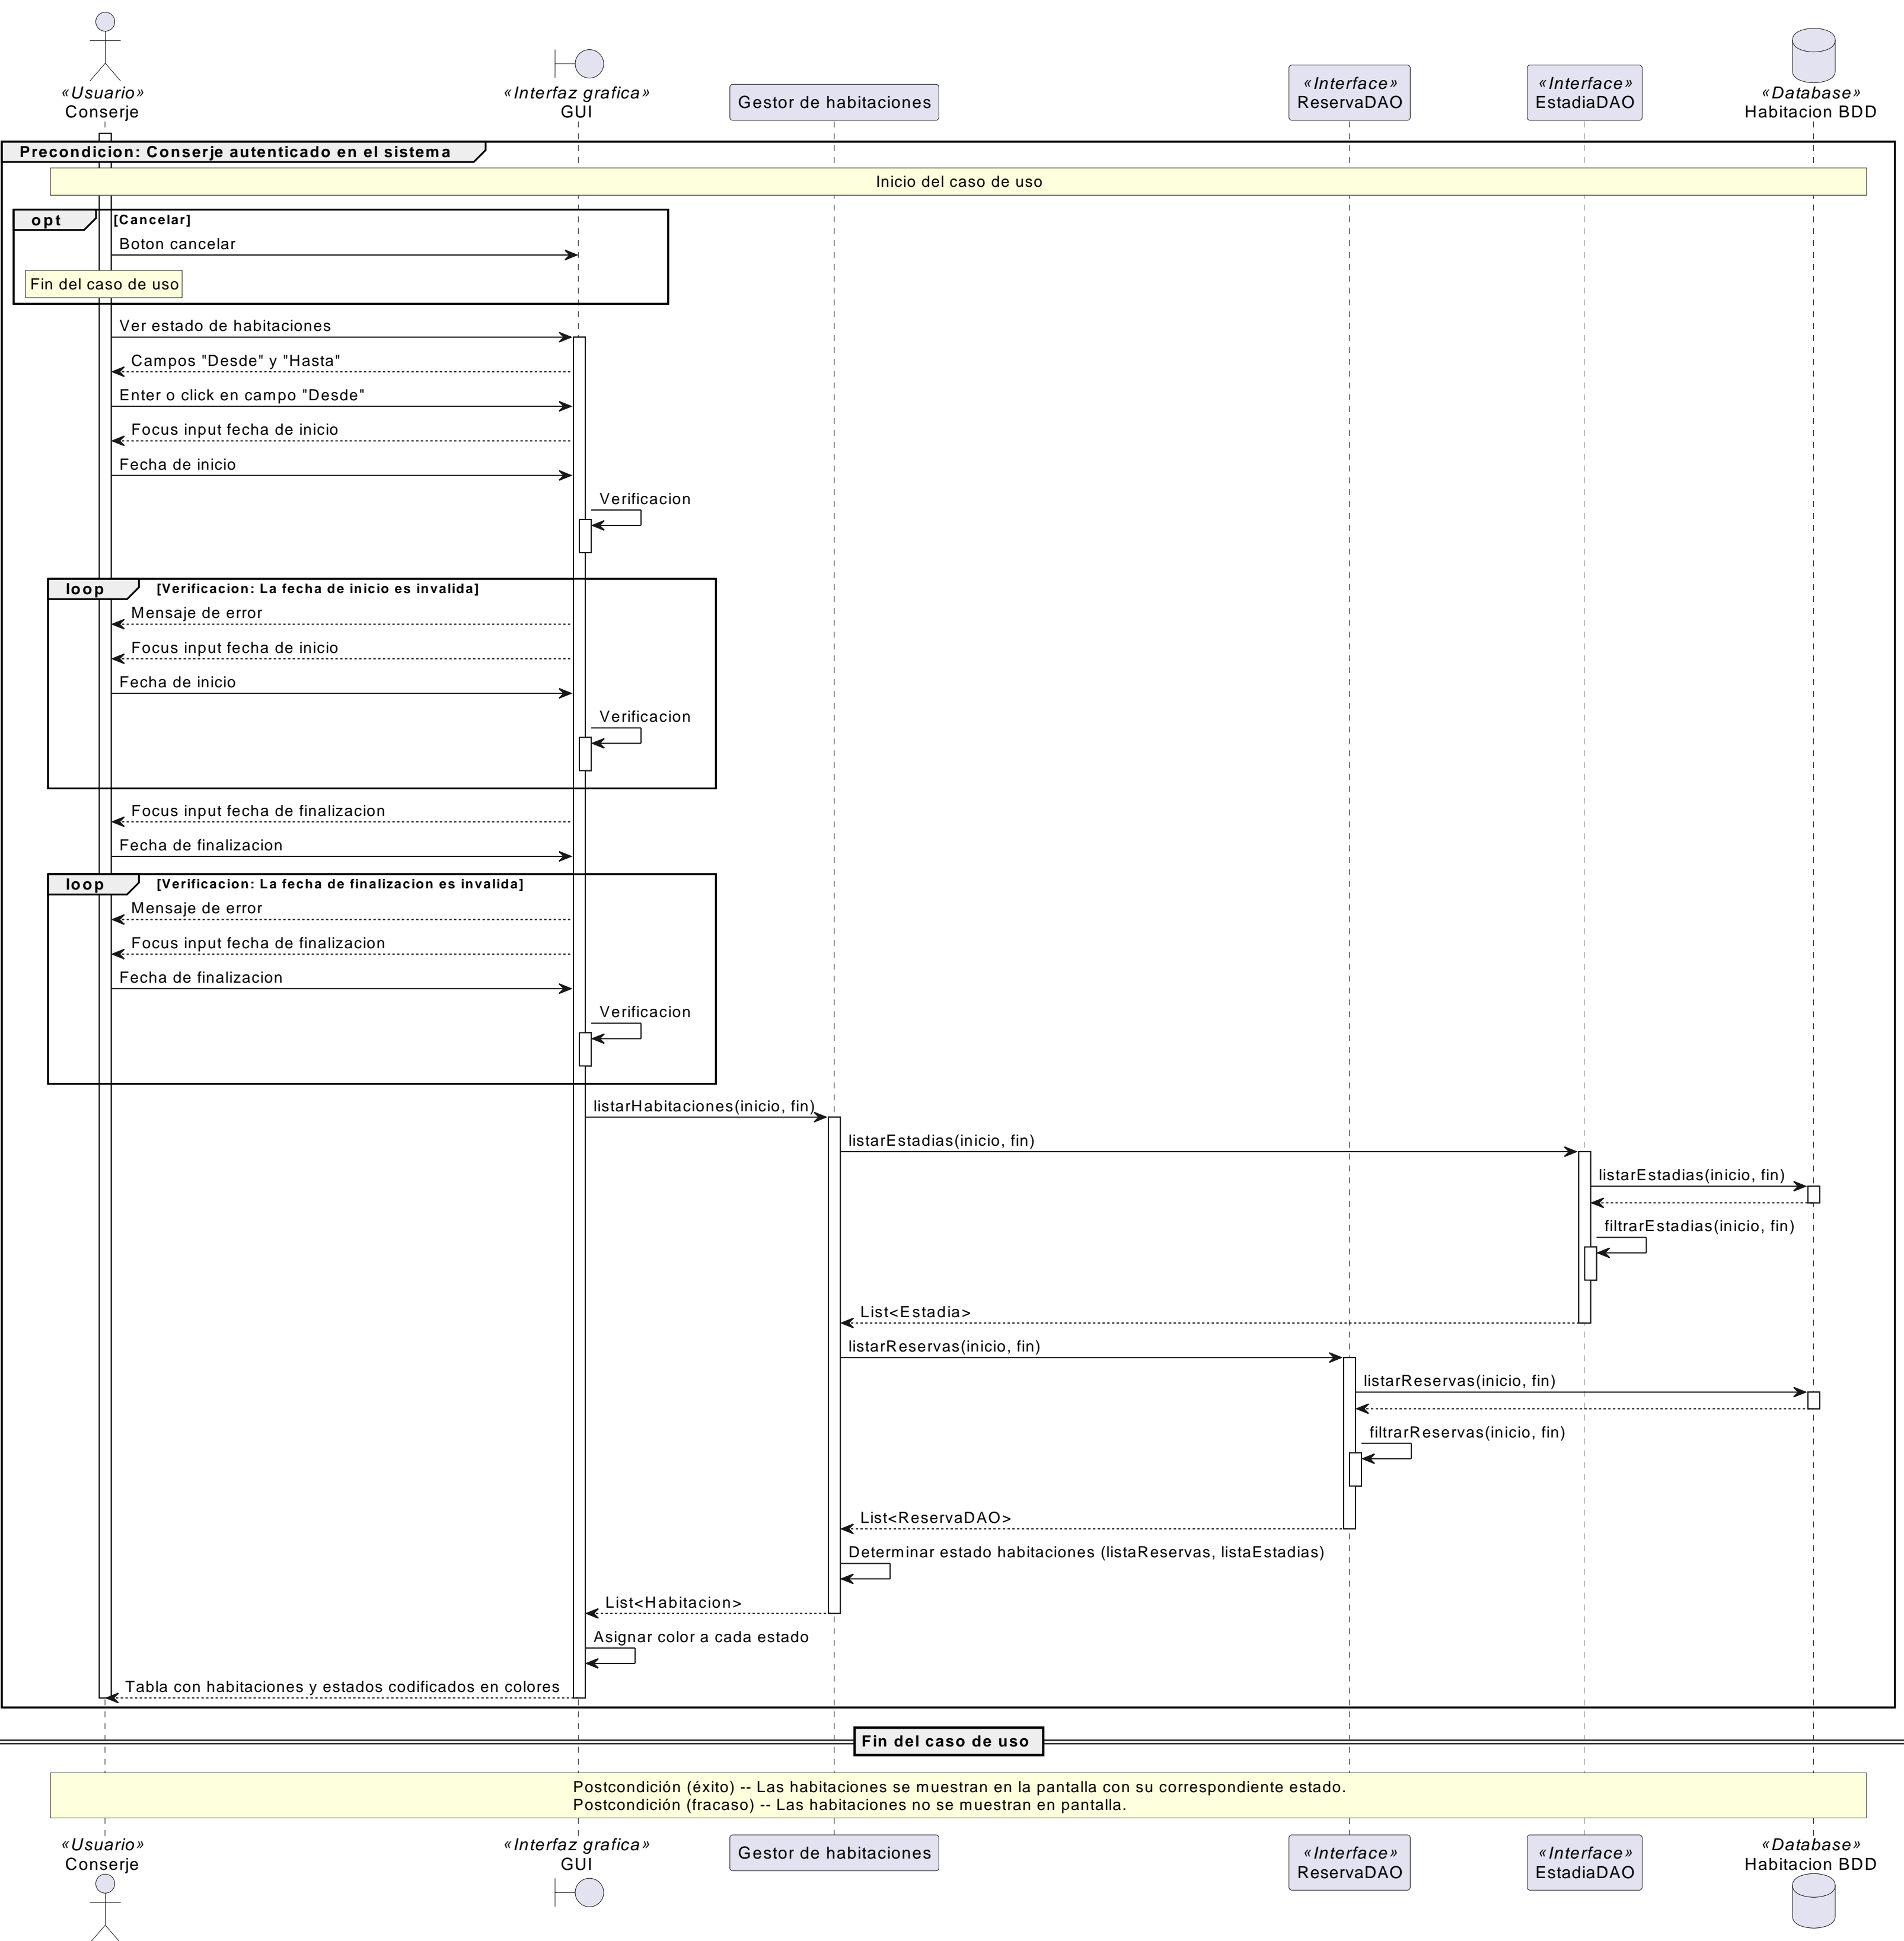 «Usuario»
Conserje
«Interfaz grafica»
GUI
Gestor de habitaciones
«Interface»
ReservaDAO
«Interface»
EstadiaDAO
«Database»
Habitacion BDD
Precondicion: Conserje autenticado en el sistema
Inicio del caso de uso
opt [Cancelar]
Boton cancelar
Fin del caso de uso
Ver estado de habitaciones
Campos "Desde" y "Hasta"
Enter o click en campo "Desde"
Focus input fecha de inicio
Fecha de inicio
Verificacion
loop [Verificacion: La fecha de inicio es invalida]
Mensaje de error
Focus input fecha de inicio
Fecha de inicio
Verificacion
Focus input fecha de finalizacion
Fecha de finalizacion
loop [Verificacion: La fecha de finalizacion es invalida]
Mensaje de error
Focus input fecha de finalizacion
Fecha de finalizacion
Verificacion
listarHabitaciones(inicio, fin)
listarEstadias(inicio, fin)
listarEstadias(inicio, fin)
filtrarEstadias(inicio, fin)
List<Estadia>
listarReservas(inicio, fin)
listarReservas(inicio, fin)
filtrarReservas(inicio, fin)
List<ReservaDAO>
Determinar estado habitaciones (listaReservas, listaEstadias)
List<Habitacion>
Asignar color a cada estado
Tabla con habitaciones y estados codificados en colores
Fin del caso de uso
Postcondición (éxito) -- Las habitaciones se muestran en la pantalla con su correspondiente estado.
Postcondición (fracaso) -- Las habitaciones no se muestran en pantalla.
«Usuario»
Conserje
«Interfaz grafica»
GUI
Gestor de habitaciones
«Interface»
ReservaDAO
«Interface»
EstadiaDAO
«Database»
Habitacion BDD